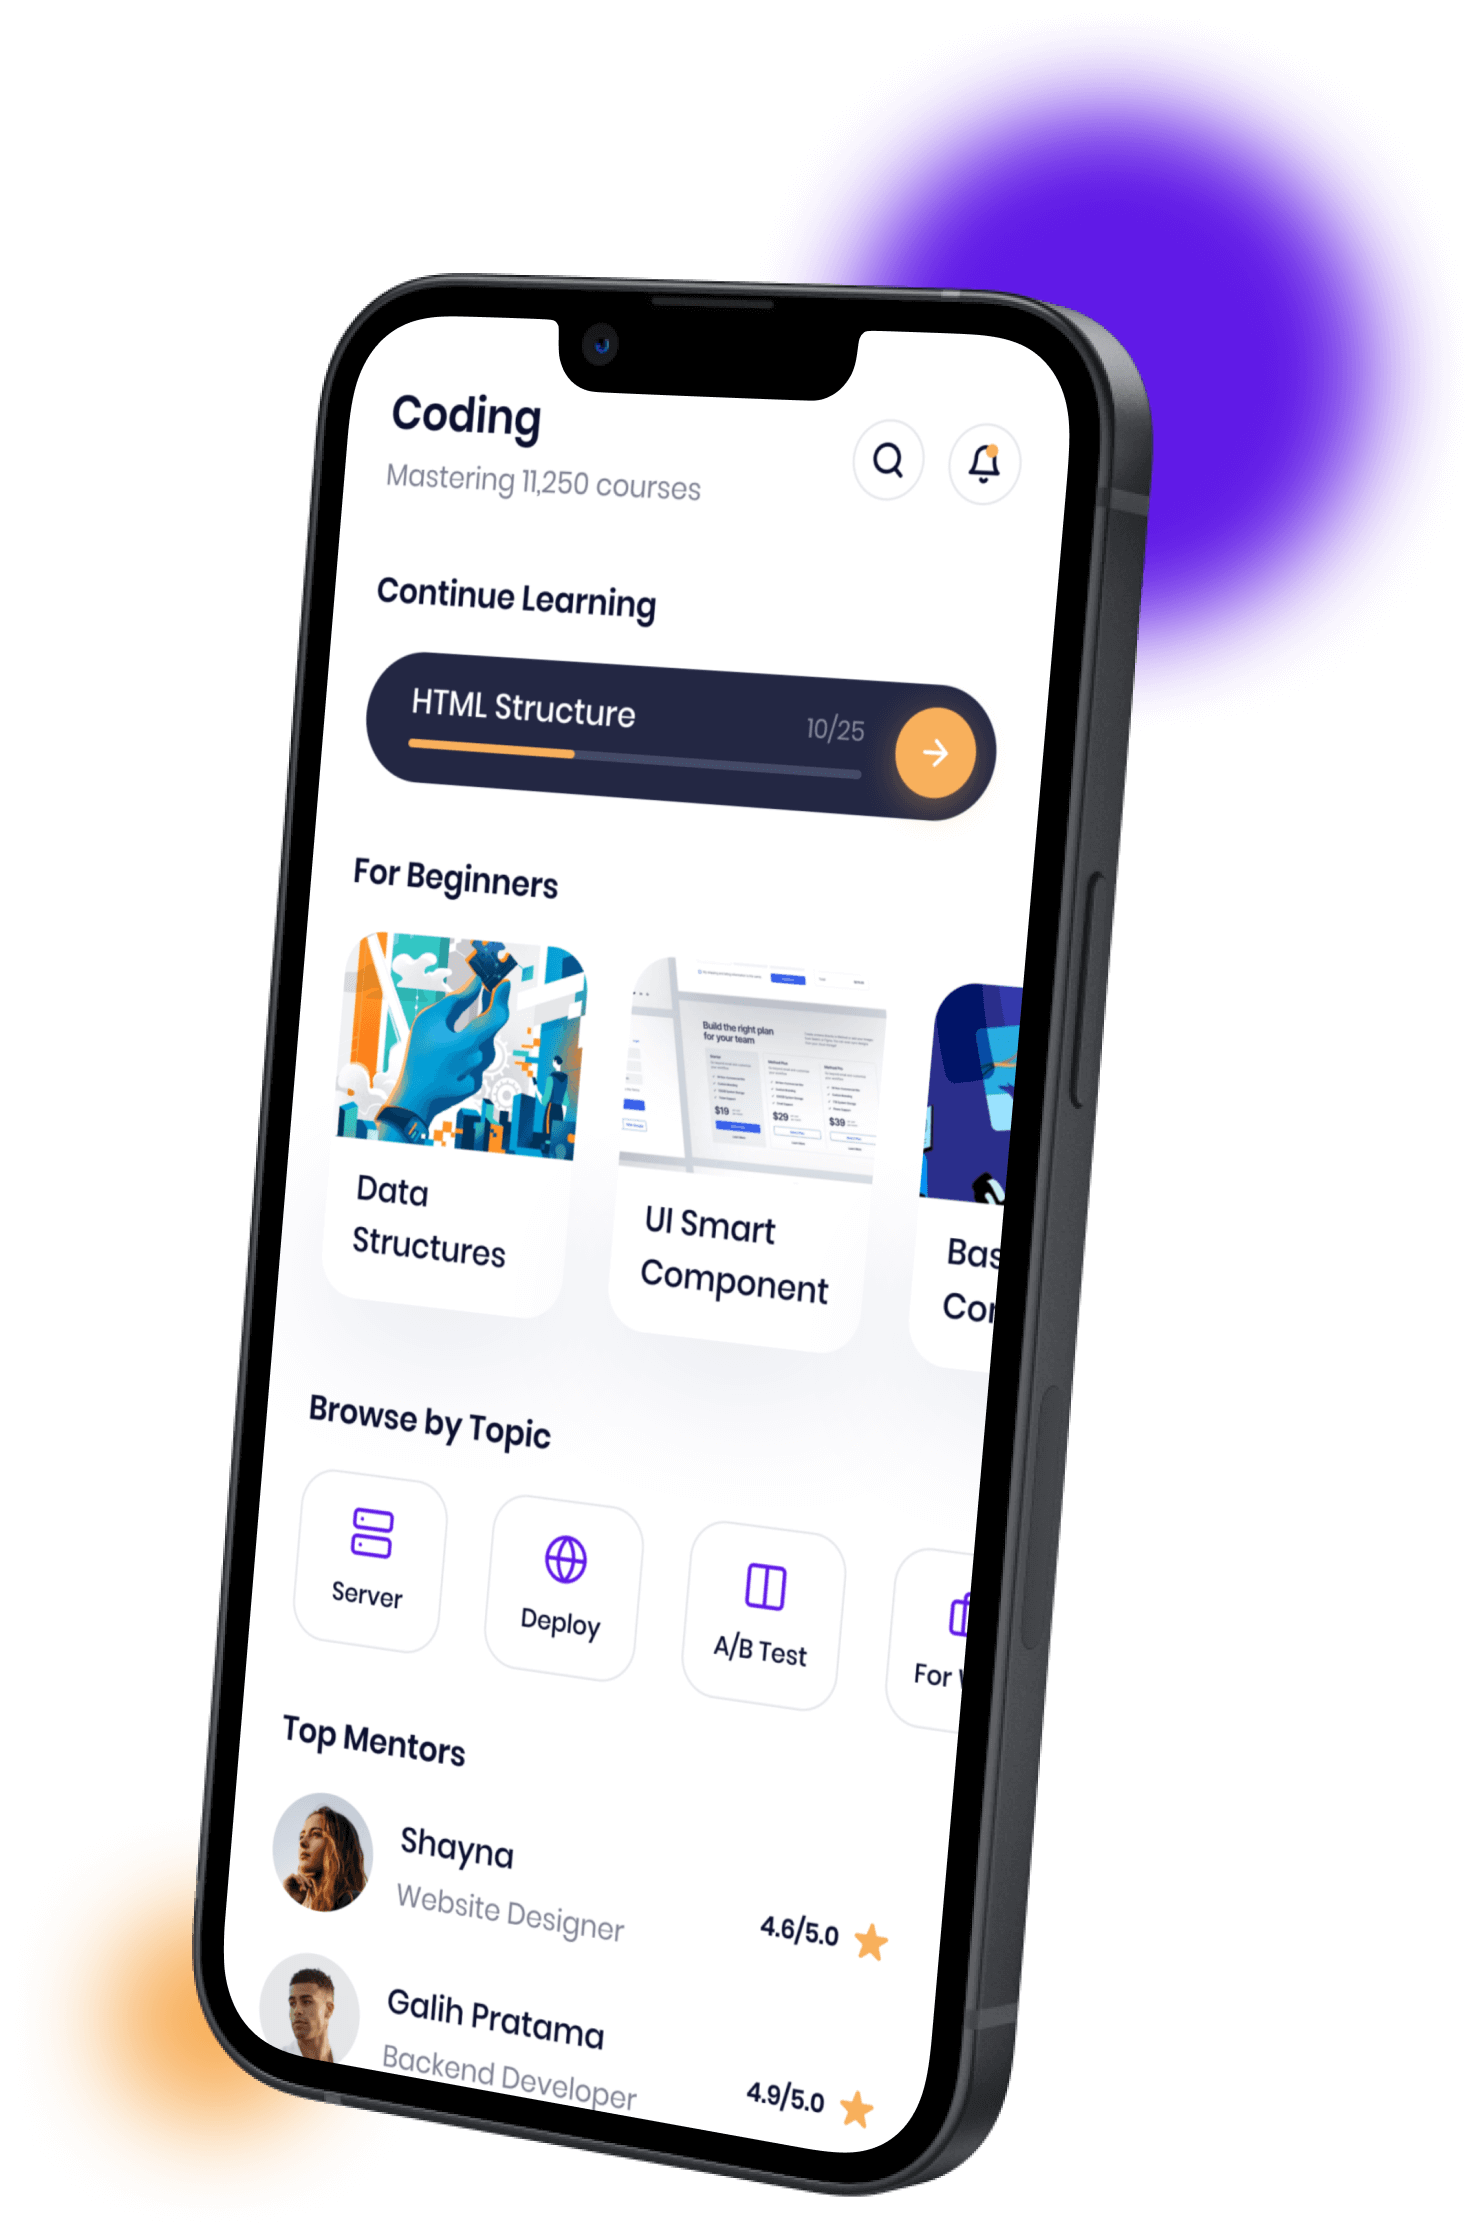 Coding
Mastering 11,250 courses
Continue Learning
HTML Structure
10/25
For Beginners
Build the right plan
for your team
$19
$29
$39
Data
Structures
UI Smart
Component
Bas
Cor
Browse by Topic
Server
Deploy
A/B Test
For
Top Mentors
Shayna
Website Designer
4.6/5.0
Galih Pratama
Backend Developer
4.9/5.0